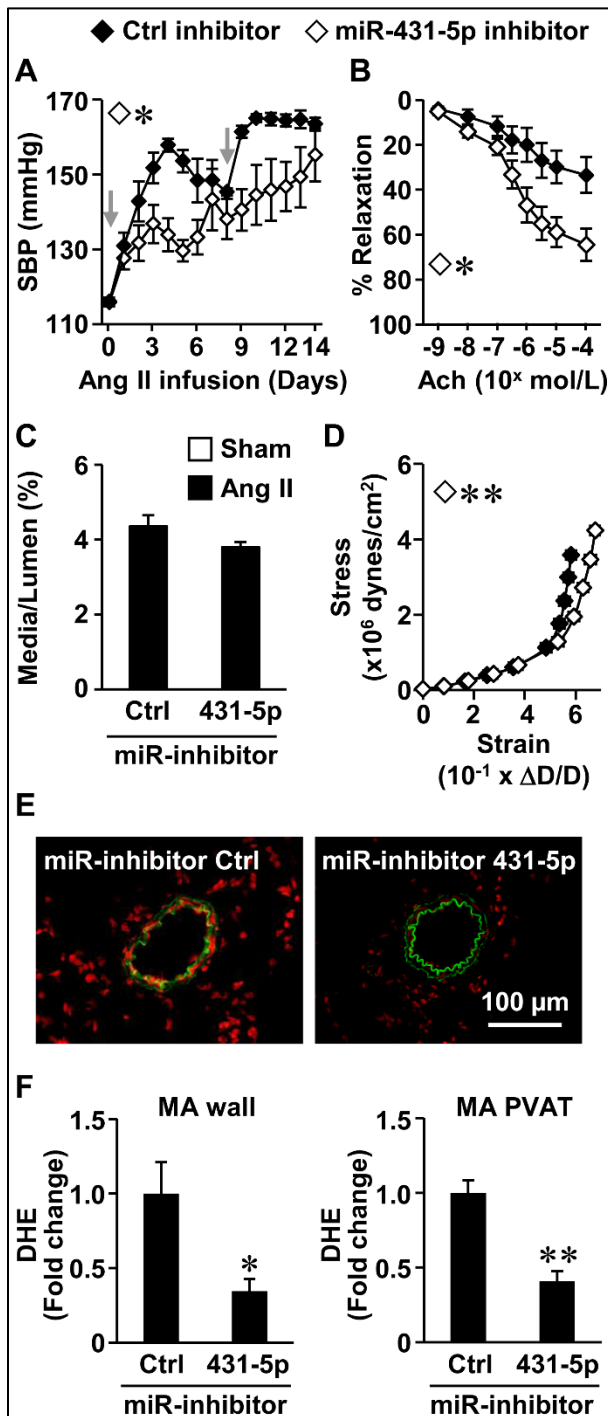 Ctrl inhibitor miR-431-5p inhibitor
A
SBP (mmHg)
170
150
130
110
*
0 3 6 9 12 14
Ang II infusion (Days)
B
% Relaxation
0
20
40
60
80
100
*
-9 -8 -7 -6 -5 -4
Ach (10ˣ mol/L)
C
Media/Lumen (%)
6
4
2
0
Sham
Ang II
Ctrl 431-5p
miR-inhibitor
D
Stress
(x10⁶ dynes/cm²)
6
4
2
0
**
0 2 4 6
Strain
(10⁻¹ x ΔD/D)
E
miR-inhibitor Ctrl
miR-inhibitor 431-5p
100 µm
F
MA wall
DHE
(Fold change)
1.5
1.0
0.5
0
*
Ctrl 431-5p
miR-inhibitor
MA PVAT
DHE
(Fold change)
1.5
1.0
0.5
0
**
Ctrl 431-5p
miR-inhibitor